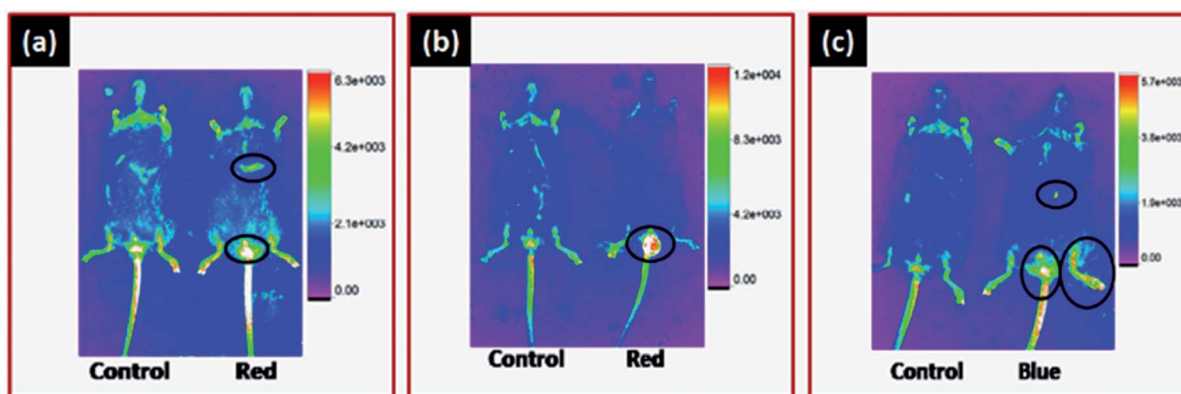 (a)
6.3e+003
4.2e+003
2.1e+003
0.00
Control Red
(b)
1.2e+004
8.3e+003
4.2e+003
0.00
Control Red
(c)
5.7e+003
3.8e+003
1.9e+003
0.00
Control Blue